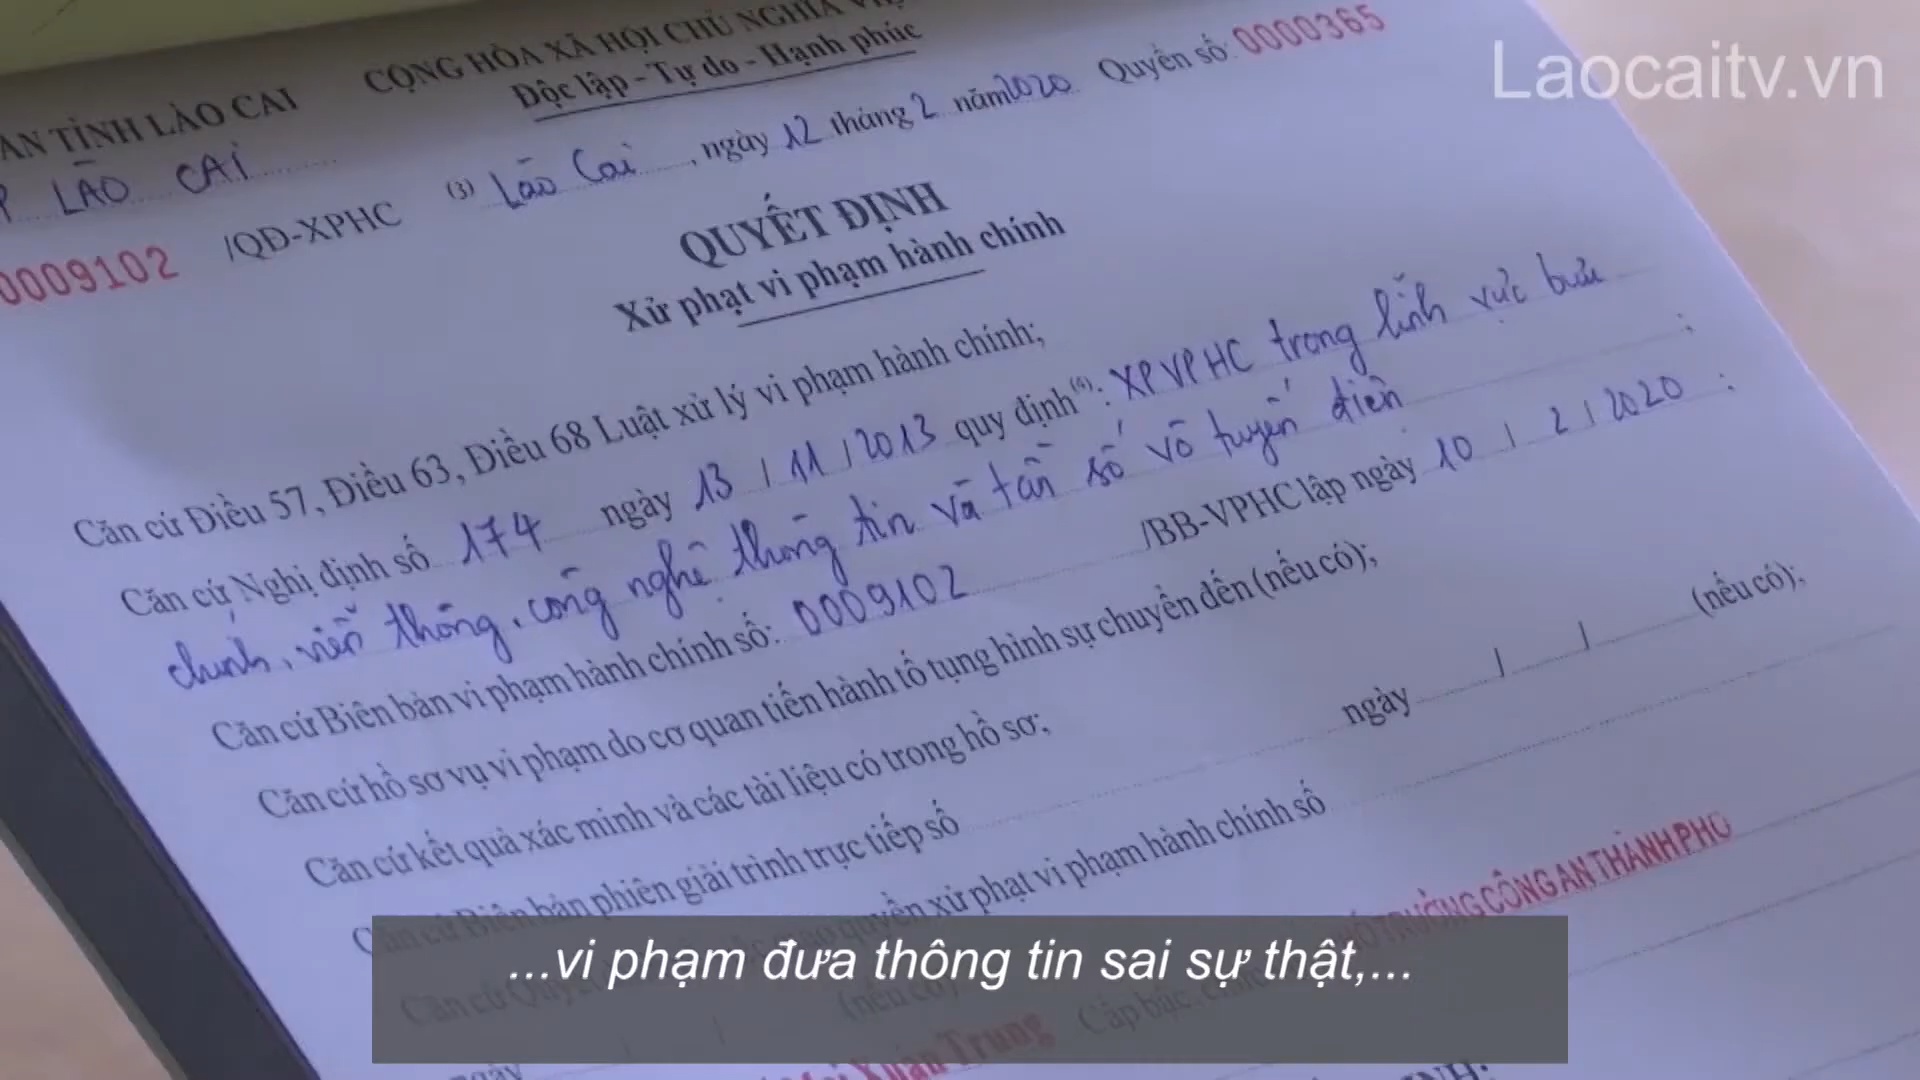 Laocaitv.vn
CỘNG HÒA XÃ HỘI CHỦ NGHĨA
Độc lập - Tự do - Hạnh phúc
Quyển số: 0000365
TỈNH LÀO CAI
LÀO CAI
(3) Lào Cai, ngày 12 tháng 2 năm 2020
0009102 /QĐ-XPHC
QUYẾT ĐỊNH
Xử phạt vi phạm hành chính
Căn cứ Điều 57, Điều 63, Điều 68 Luật xử lý vi phạm hành chính;
Căn cứ Nghị định số 174 ngày 13/11/2013 quy định(4): XPVPHC trong lĩnh vực bưu
chính, viễn thông, công nghệ thông tin và tần số vô tuyến điện ;
Căn cứ Biên bản vi phạm hành chính số: 0009102 /BB-VPHC lập ngày 10/2/2020 ;
Căn cứ hồ sơ vụ vi phạm do cơ quan tiến hành tố tụng hình sự chuyển đến (nếu có);
Căn cứ kết quả xác minh và các tài liệu có trong hồ sơ;
Căn cứ Biên bản phiên giải trình trực tiếp số ngày / / (nếu có);
quyền xử phạt vi phạm hành chính số
TRƯỞNG CÔNG AN THÀNH PHỐ
...vi phạm đưa thông tin sai sự thật,...
Xuân Trung Cấp bậc,